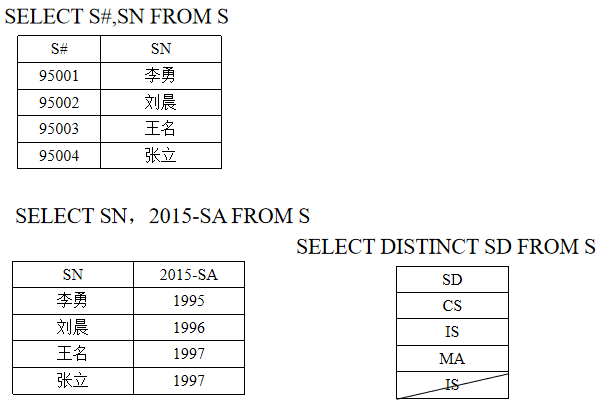 SELECT S#,SN FROM S
S# SN
95001 李勇
95002 刘晨
95003 王名
95004 张立
SELECT SN，2015-SA FROM S
SN 2015-SA
李勇 1995
刘晨 1996
王名 1997
张立 1997
SELECT DISTINCT SD FROM S
SD
CS
IS
MA
IS